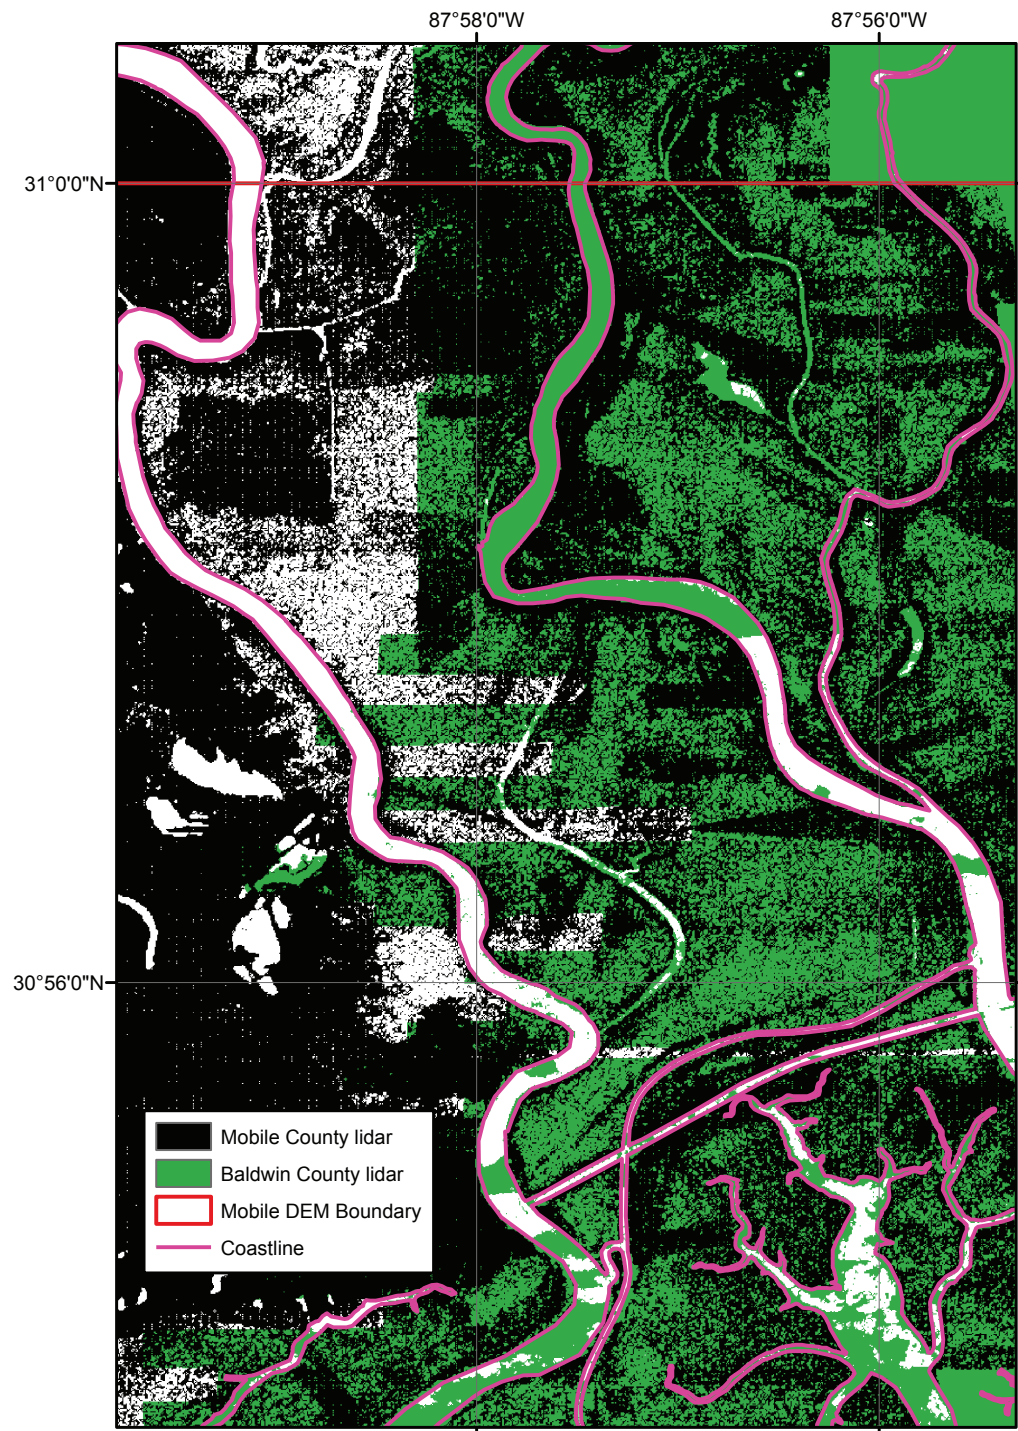 87°58'0"W
87°56'0"W
31°0'0"N
30°56'0"N
Mobile County lidar
Baldwin County lidar
Mobile DEM Boundary
Coastline